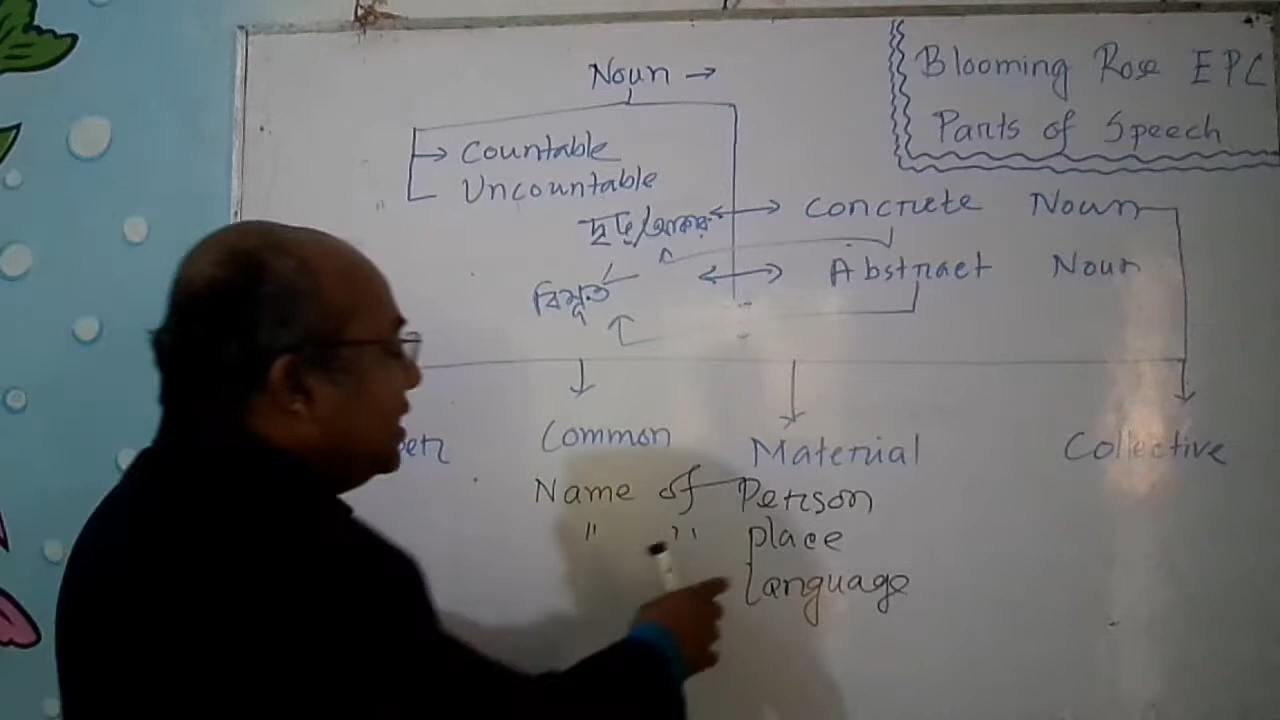 Noun →
Blooming Rose EPC
Parts of Speech
Countable
Uncountable
Concrete Noun
Abstract Noun
বিমূর্ত
Common
Material
Collective
Name of Person
" " place
Language